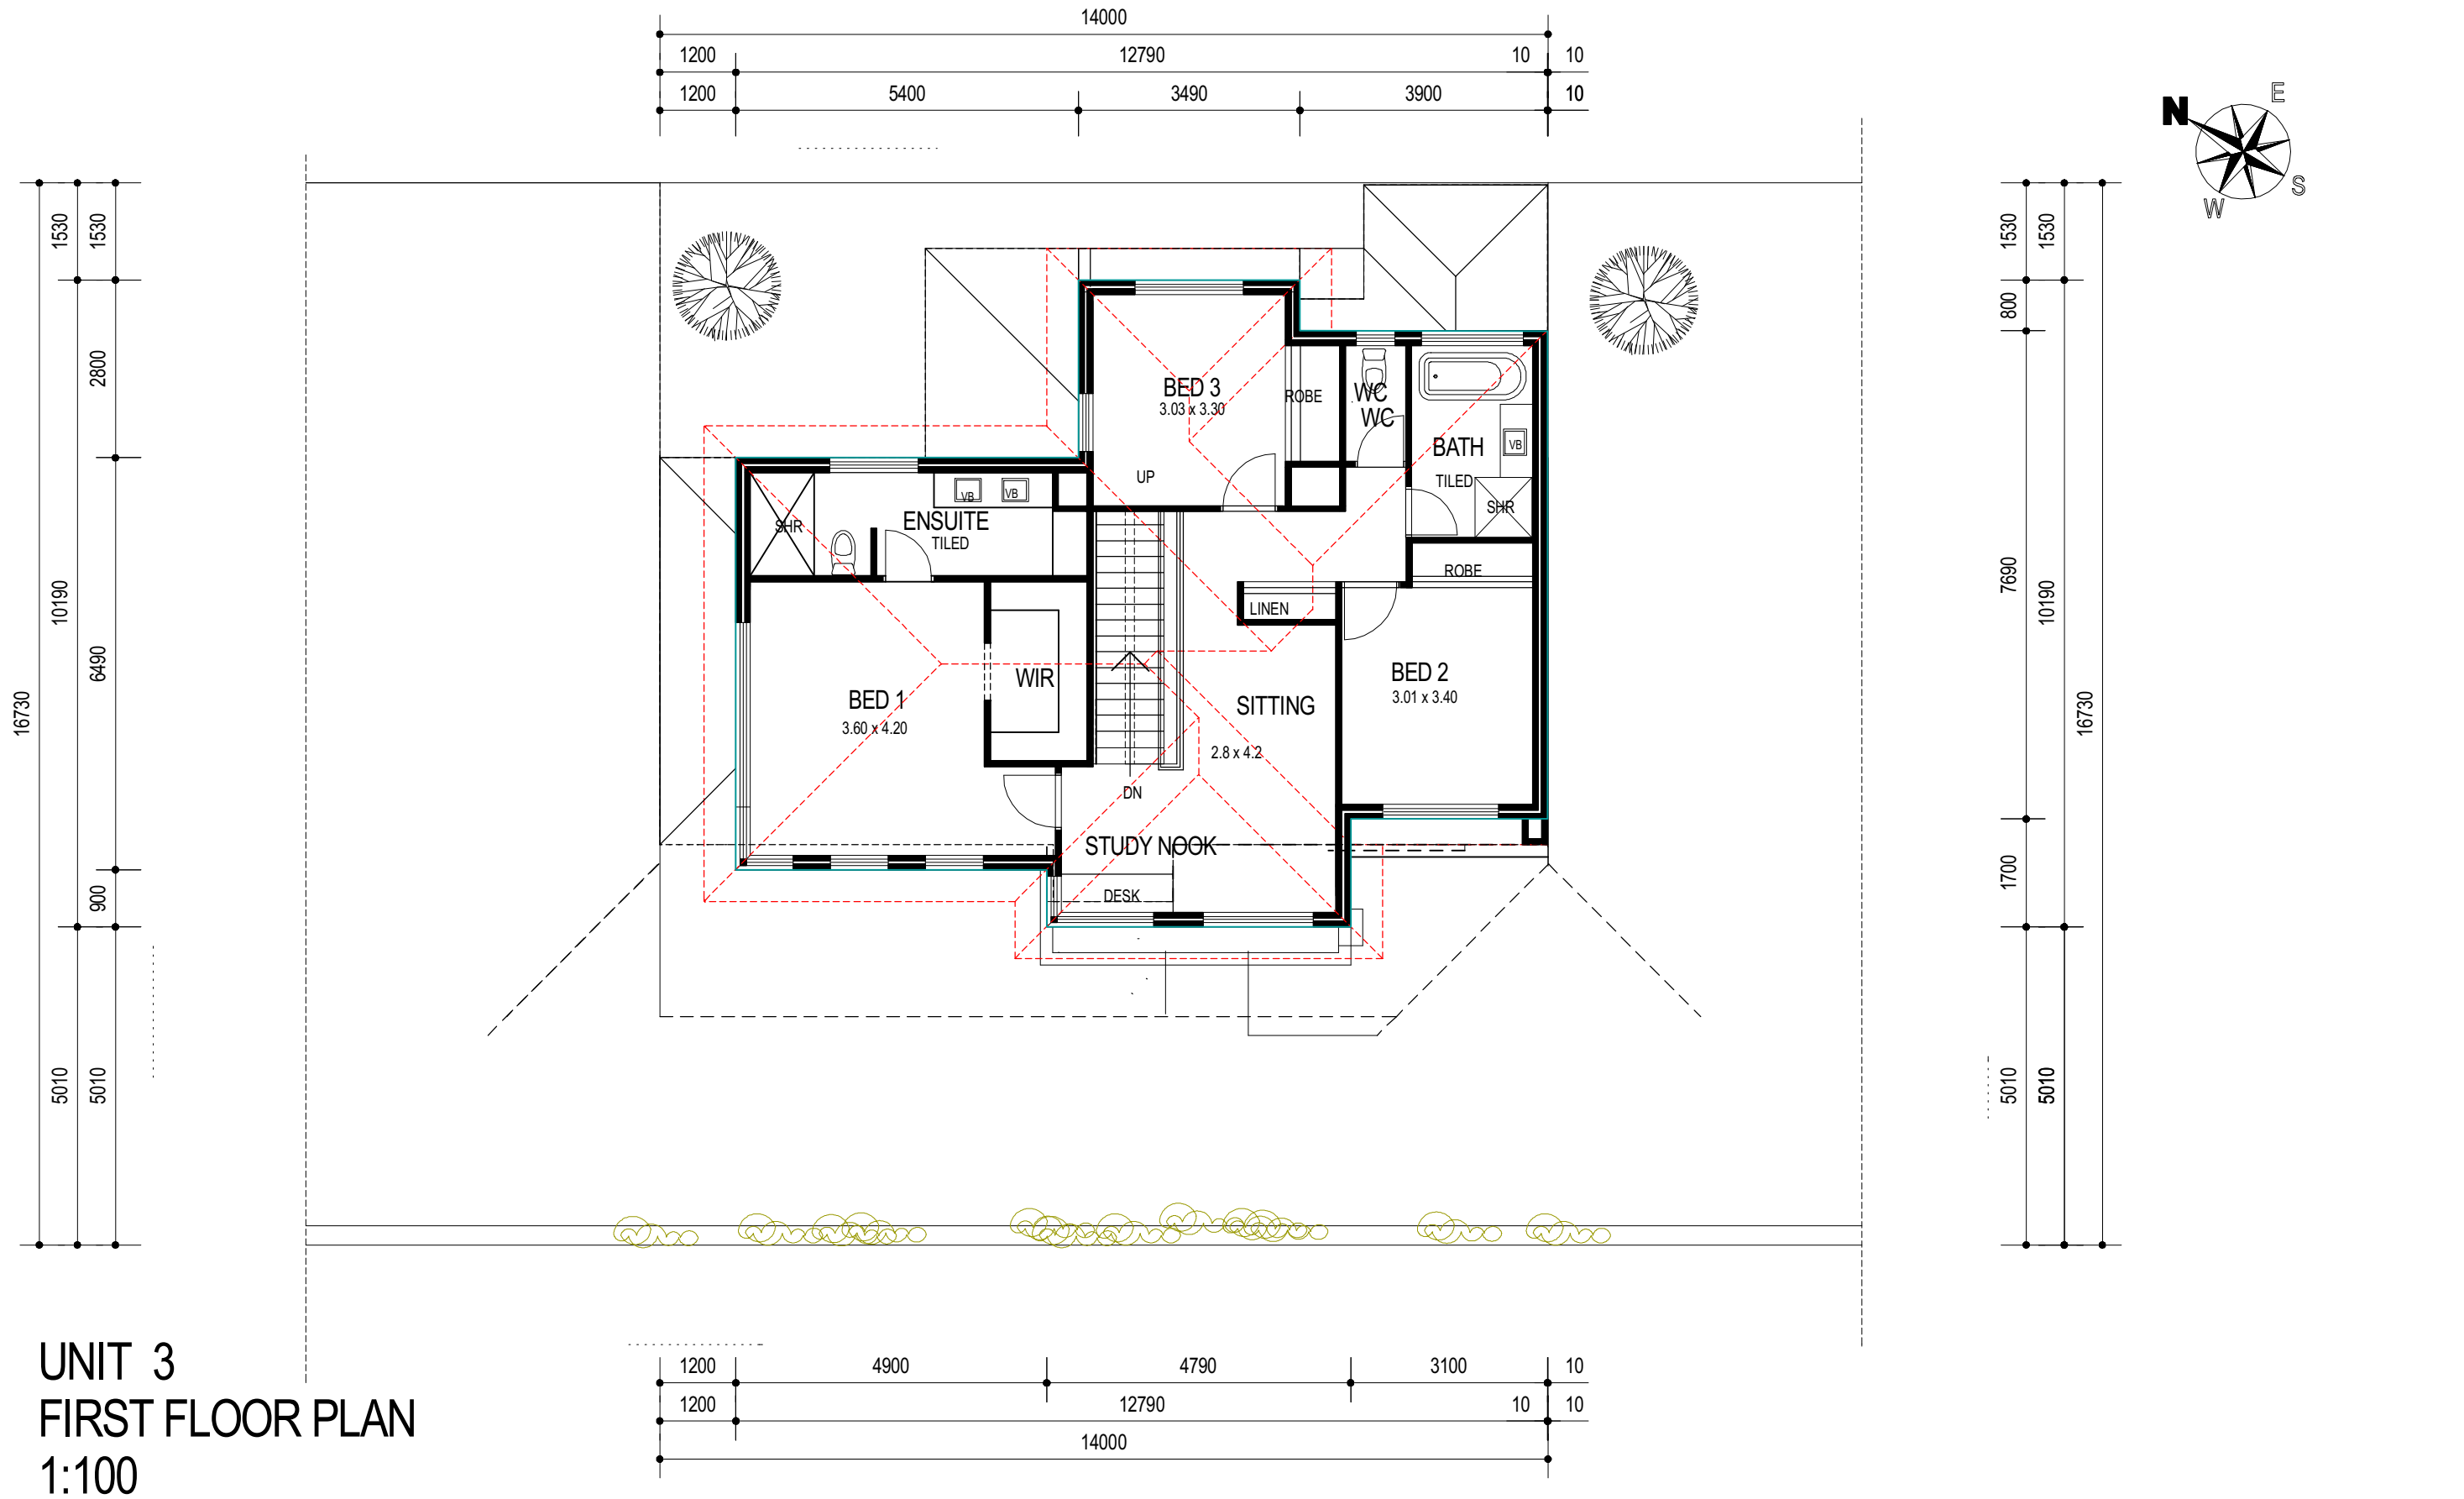 14000
1200 12790 10 10
1200 5400 3490 3900 10
N
E
S
W
1530 1530
2800
10190
6490
16730
900
5010 5010
1530 1530
800
7690
10190
16730
1700
5010 5010
BED 3
3.03 x 3.30
ROBE
WC
WC
BATH
VB
TILED
SHR
UP
SHR
VB VB
ENSUITE
TILED
ROBE
LINEN
WIR
BED 1
3.60 x 4.20
SITTING
2.8 x 4.2
BED 2
3.01 x 3.40
DN
STUDY NOOK
DESK
UNIT 3
FIRST FLOOR PLAN
1:100
1200 4900 4790 3100 10
1200 12790 10 10
14000